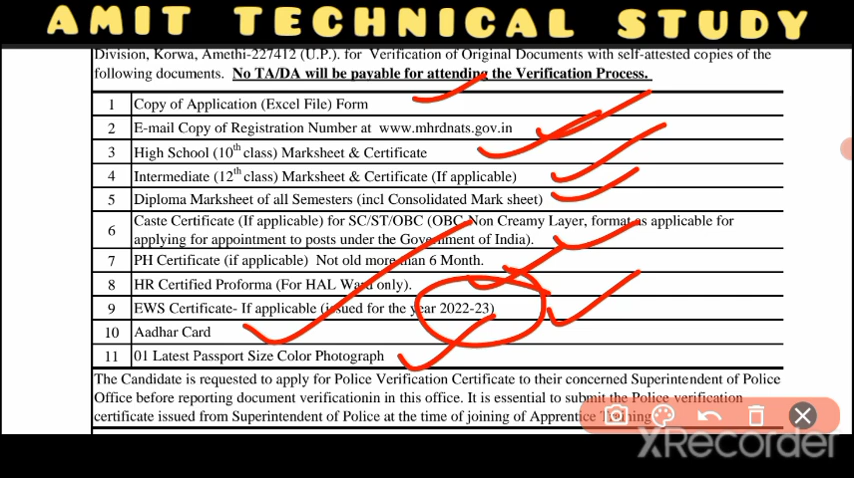 AMIT TECHNICAL STUDY
Division, Korwa, Amethi-227412 (U.P.). for Verification of Original Documents with self-attested copies of the
following documents. No TA/DA will be payable for attending the Verification Process.
1 Copy of Application (Excel File) Form
2 E-mail Copy of Registration Number at www.mhrdnats.gov.in
3 High School (10th class) Marksheet & Certificate
4 Intermediate (12th class) Marksheet & Certificate (If applicable)
5 Diploma Marksheet of all Semesters (incl Consolidated Mark sheet)
6 Caste Certificate (If applicable) for SC/ST/OBC (OBC Non Creamy Layer, format as applicable for
applying for appointment to posts under the Government of India).
7 PH Certificate (if applicable) Not old more than 6 Month.
8 HR Certified Proforma (For HAL Ward only).
9 EWS Certificate- If applicable (issued for the year 2022-23)
10 Aadhar Card
11 01 Latest Passport Size Color Photograph
The Candidate is requested to apply for Police Verification Certificate to their concerned Superintendent of Police
Office before reporting document verificationin in this office. It is essential to submit the Police verification
certificate issued from Superintendent of Police at the time of joining of Apprentice Training
XRecorder